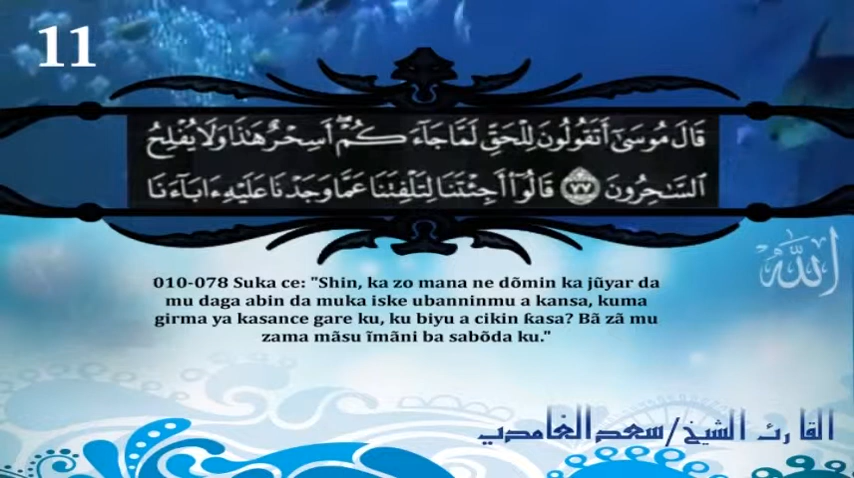 11
قَالَ مُوسَىٰٓ أَتَقُولُونَ لِلْحَقِّ لَمَّا جَآءَكُمْ ۖ أَسِحْرٌ هَٰذَا وَلَا يُفْلِحُ
ٱلسَّٰحِرُونَ ٧٧ قَالُوٓا۟ أَجِئْتَنَا لِتَلْفِتَنَا عَمَّا وَجَدْنَا عَلَيْهِ ءَابَآءَنَا
الله
010-078 Suka ce: "Shin, ka zo mana ne dõmin ka jũyar da
mu daga abin da muka iske ubanninmu a kansa, kuma
girma ya kasance gare ku, ku biyu a cikin ƙasa? Bã zã mu
zama mãsu ĩmãni ba sabõda ku."
القارئ الشيخ/سعد الغامدي